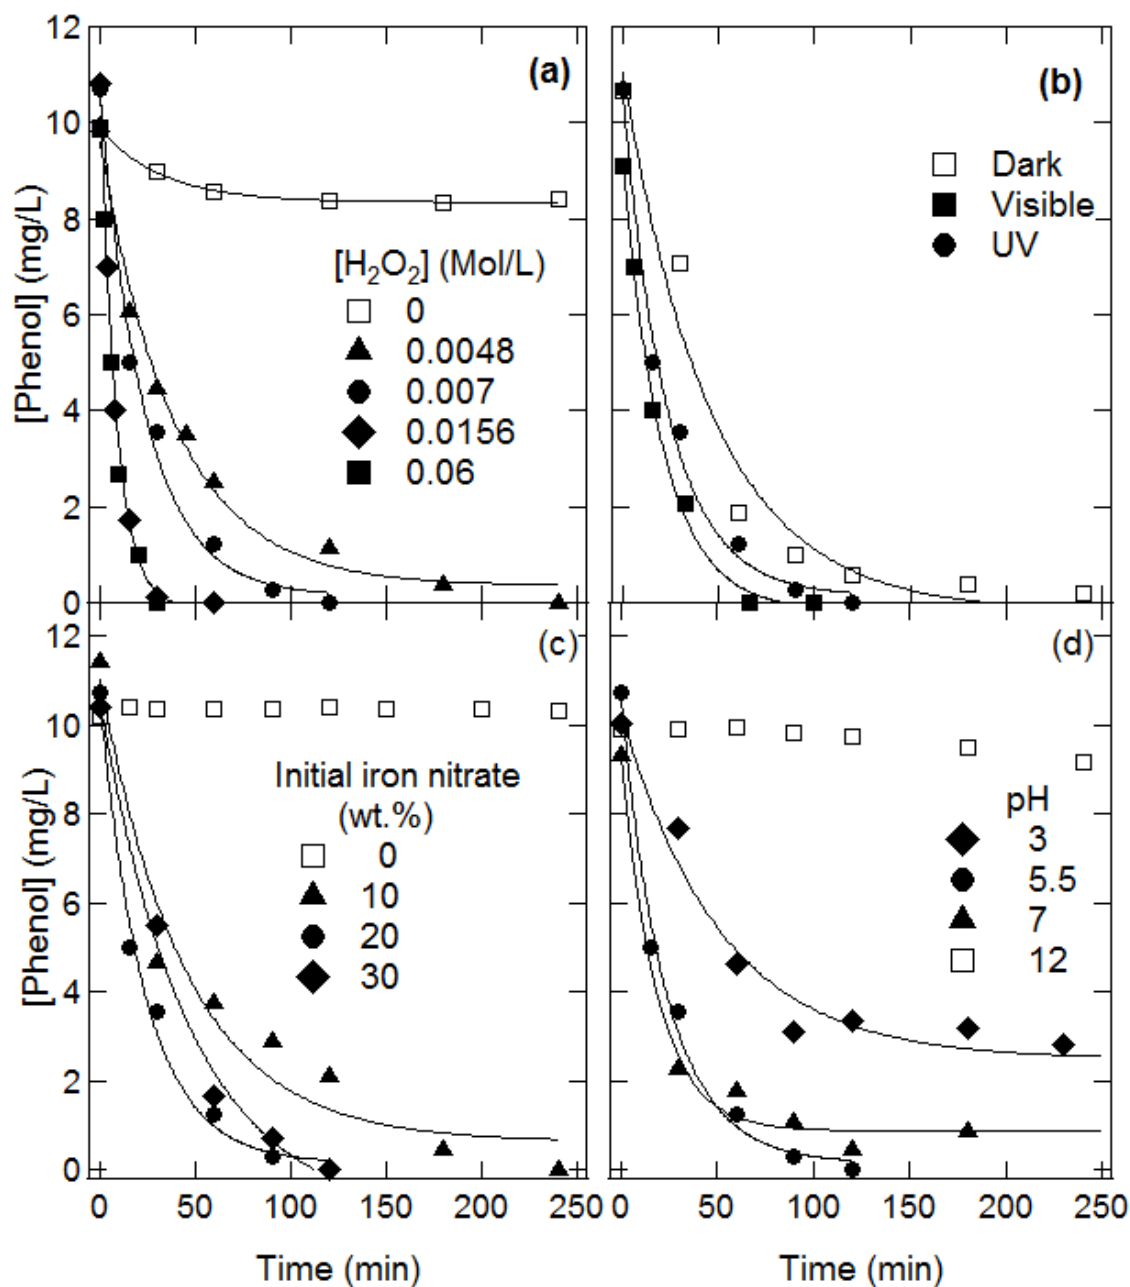 12
10
8
6
4
2
0
[Phenol] (mg/L)
(a)
[H₂O₂] (Mol/L)
0
0.0048
0.007
0.0156
0.06
(b)
Dark
Visible
UV
12
10
8
6
4
2
0
[Phenol] (mg/L)
(c)
Initial iron nitrate
(wt.%)
0
10
20
30
0 50 100 150 200 250
Time (min)
(d)
pH
3
5.5
7
12
0 50 100 150 200 250
Time (min)